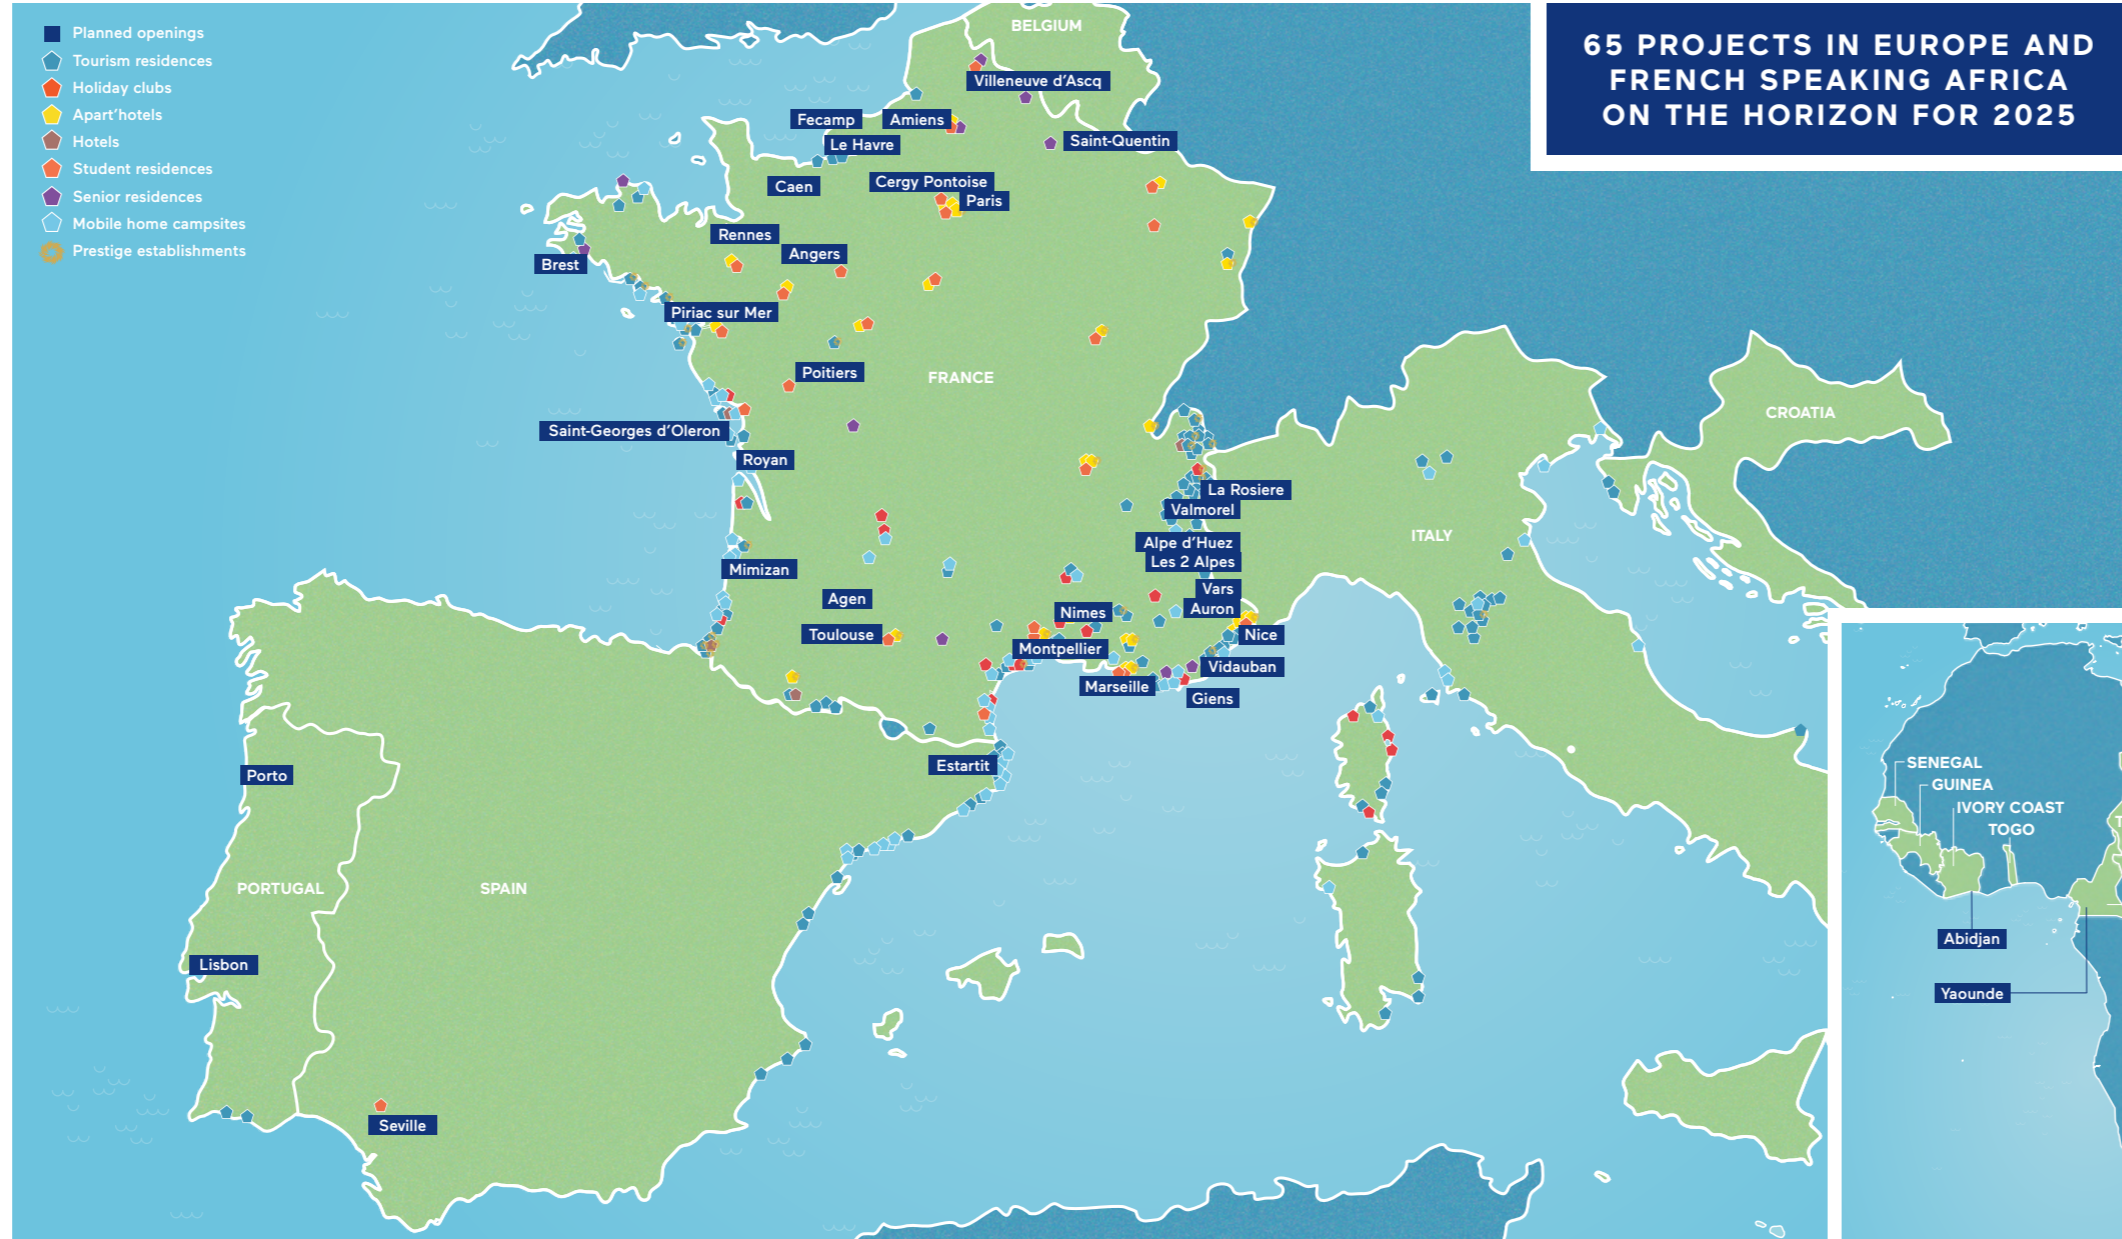 Planned openings
Tourism residences
Holiday clubs
Apart'hotels
Hotels
Student residences
Senior residences
Mobile home campsites
Prestige establishments
65 PROJECTS IN EUROPE AND
FRENCH SPEAKING AFRICA
ON THE HORIZON FOR 2025
BELGIUM
Villeneuve d'Ascq
Fecamp
Amiens
Le Havre
Saint-Quentin
Caen
Cergy Pontoise
Paris
Rennes
Angers
Brest
Piriac sur Mer
Poitiers
FRANCE
CROATIA
Saint-Georges d'Oleron
Royan
La Rosiere
Valmorel
ITALY
Alpe d'Huez
Les 2 Alpes
Mimizan
Vars
Agen
Nimes
Auron
Toulouse
Nice
Montpellier
Vidauban
Marseille
Giens
Estartit
Porto
PORTUGAL
SPAIN
Lisbon
Seville
SENEGAL
GUINEA
IVORY COAST
TOGO
T
Abidjan
Yaounde